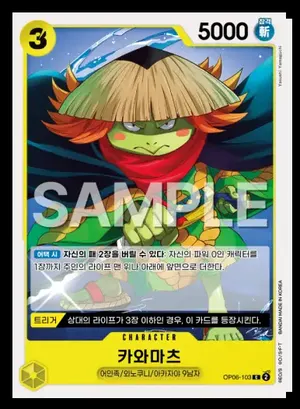 3
5000
참격
斬
SAMPLE
어택 시 자신의 패 2장을 버릴 수 있다: 자신의 파워 0인 캐릭터를
1장까지 주인의 라이프 맨 위나 아래에 앞면으로 더한다.
트리거 상대의 라이프가 3장 이하인 경우, 이 카드를 등장시킨다.
CHARACTER
카와마츠
어인족/와노쿠니/아카자야 9남자
OP06-103 C 2